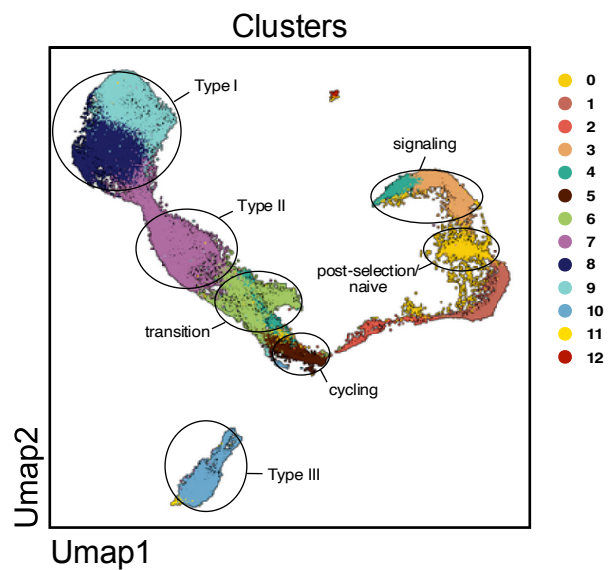 Clusters
Type I
signaling
Type II
post-selection/
naive
transition
cycling
Type III
0
1
2
3
4
5
6
7
8
9
10
11
12
Umap2
Umap1